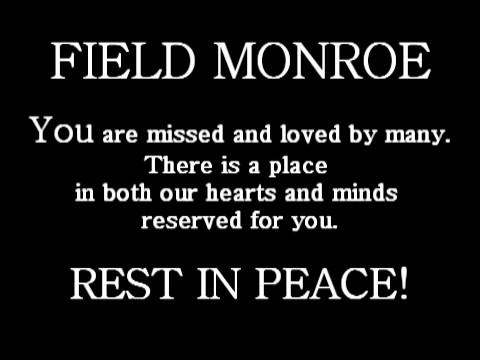 FIELD MONROE
You are missed and loved by many.
There is a place
in both our hearts and minds
reserved for you.
REST IN PEACE!